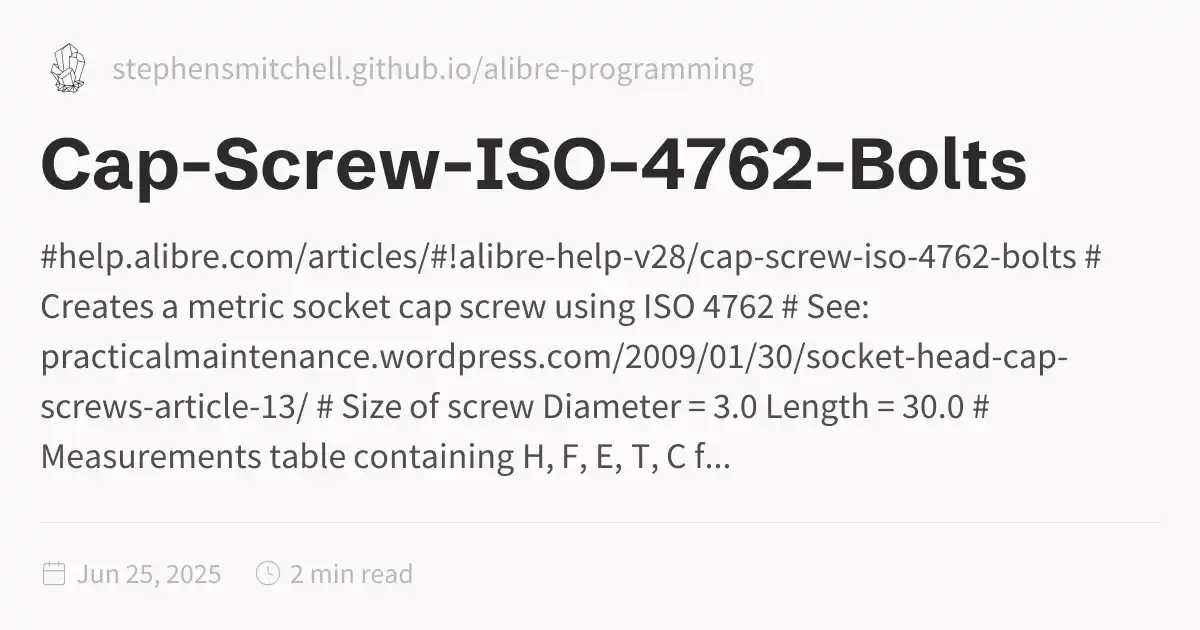 stephensmitchell.github.io/alibre-programming
Cap-Screw-ISO-4762-Bolts
#help.alibre.com/articles/#!alibre-help-v28/cap-screw-iso-4762-bolts #
Creates a metric socket cap screw using ISO 4762 # See:
practicalmaintenance.wordpress.com/2009/01/30/socket-head-cap-
screws-article-13/ # Size of screw Diameter = 3.0 Length = 30.0 #
Measurements table containing H, F, E, T, C f...
Jun 25, 2025 2 min read